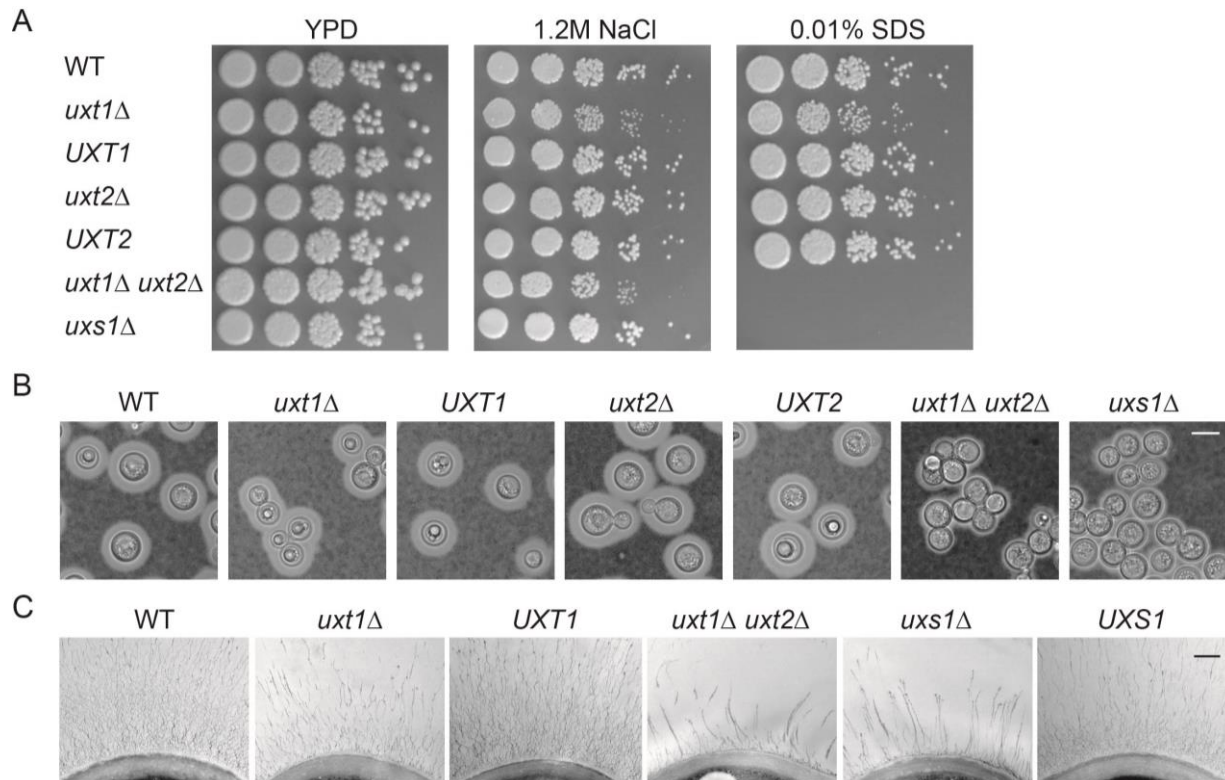 A
YPD 1.2M NaCl 0.01% SDS
WT
uxt1Δ
UXT1
uxt2Δ
UXT2
uxt1Δ uxt2Δ
uxs1Δ
B
WT uxt1Δ UXT1 uxt2Δ UXT2 uxt1Δ uxt2Δ uxs1Δ
C
WT uxt1Δ UXT1 uxt1Δ uxt2Δ uxs1Δ UXS1